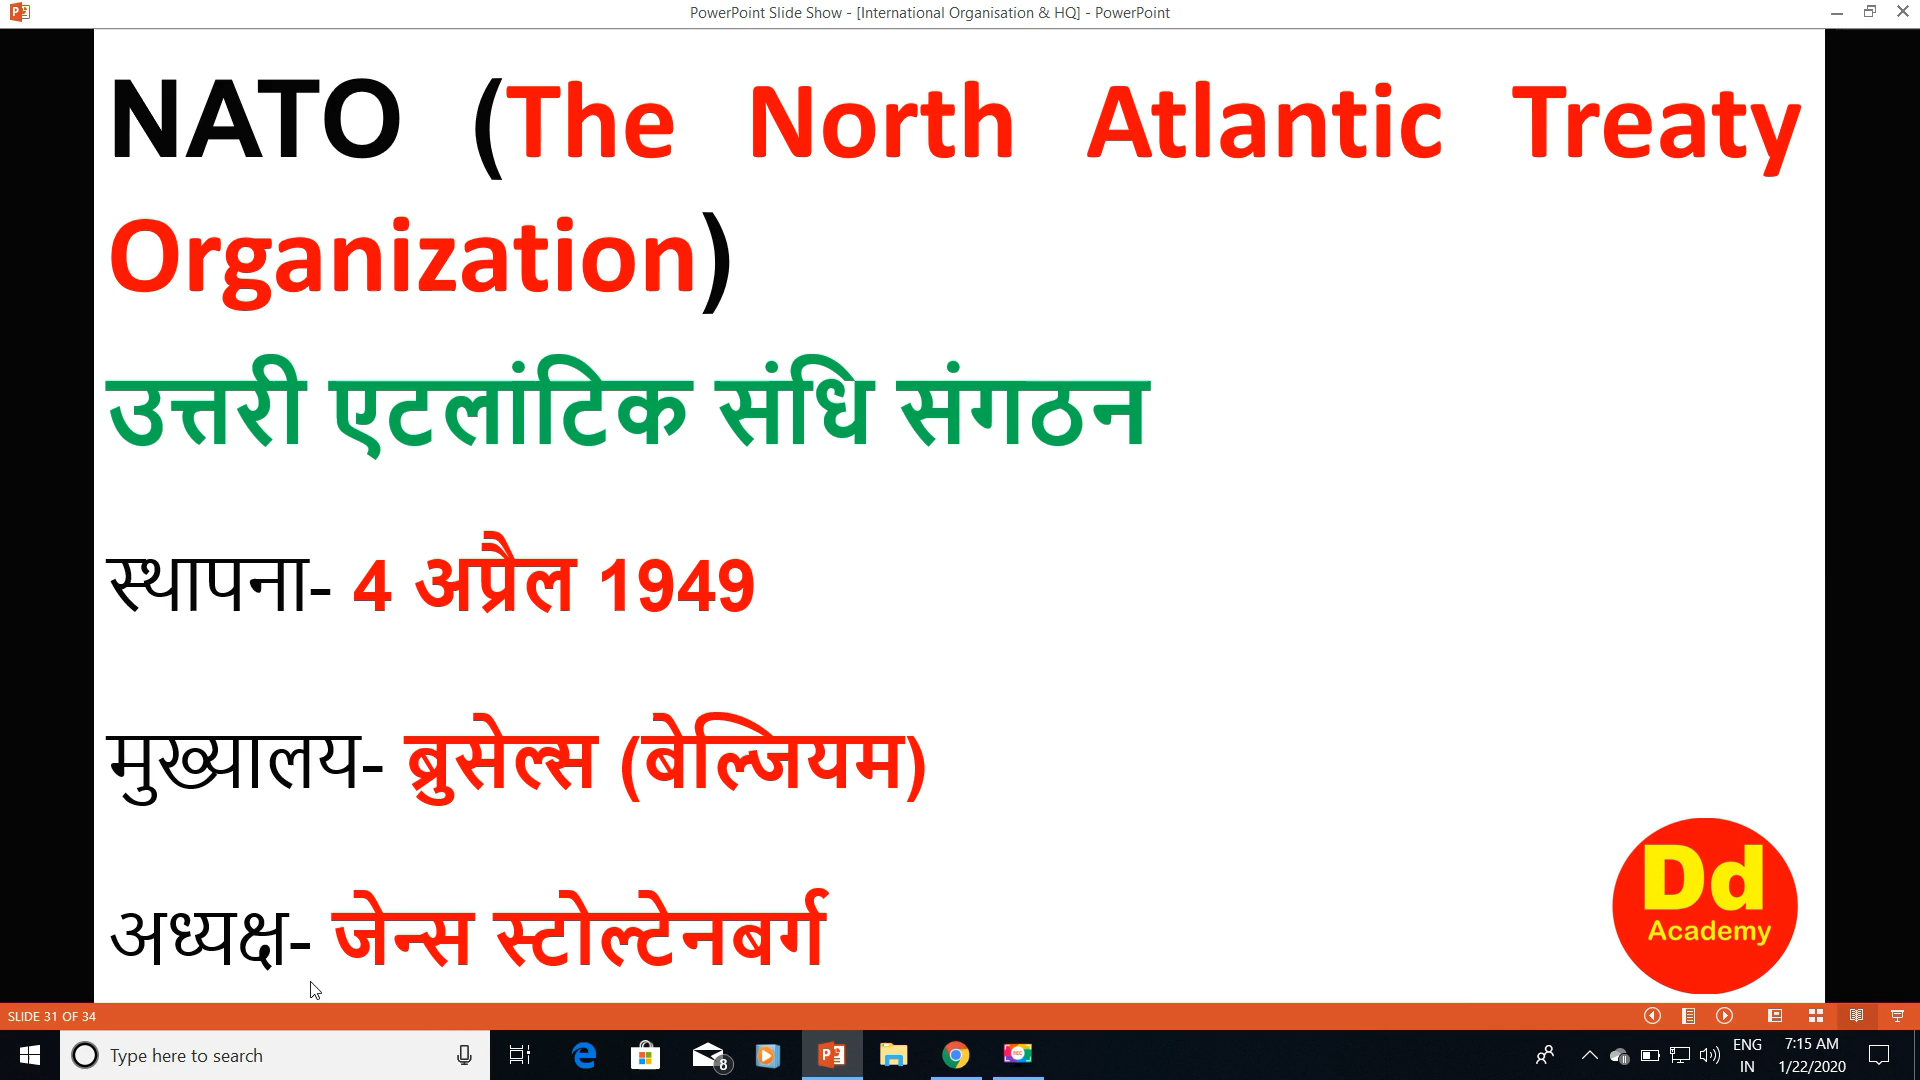 PowerPoint Slide Show - [International Organisation & HQ] - PowerPoint
NATO (The North Atlantic Treaty
Organization)
उत्तरी एटलांटिक संधि संगठन
स्थापना- 4 अप्रैल 1949
मुख्यालय- ब्रुसेल्स (बेल्जियम)
अध्यक्ष- जेन्स स्टोल्टेनबर्ग
Dd
Academy
SLIDE 31 OF 34
Type here to search
8
ENG
IN
7:15 AM
1/22/2020